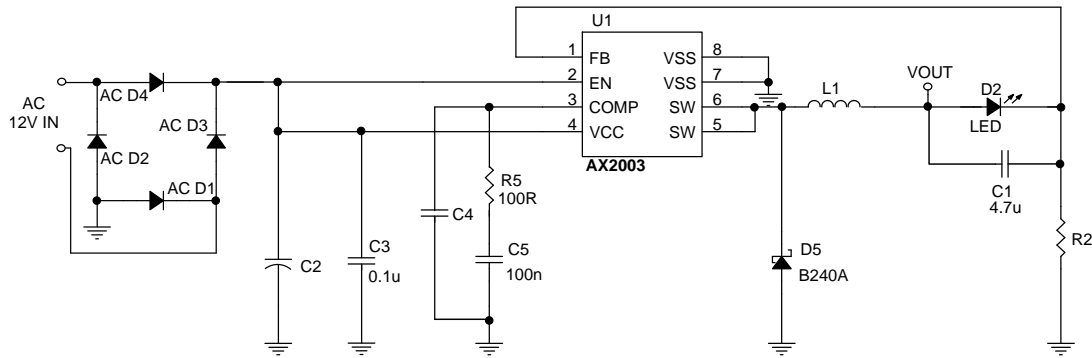 U1
1 FB VSS 8
2 EN VSS 7
3 COMP SW 6
4 VCC SW 5
AX2003
AC
12V IN
AC D4
AC D3
AC D2
AC D1
C2
C3
0.1u
C4
R5
100R
C5
100n
L1
VOUT
D2
LED
C1
4.7u
D5
B240A
R2